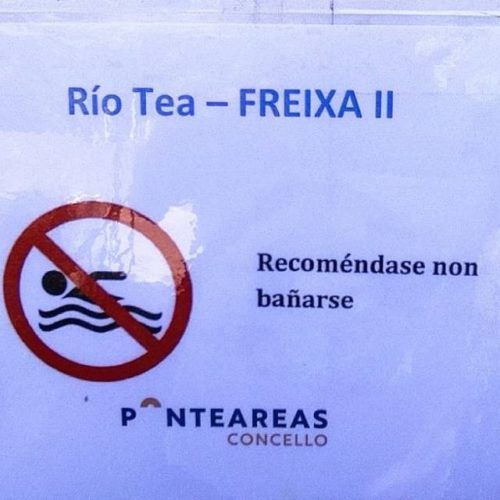 Río Tea – FREIXA II
Recoméndase non
bañarse
PONTEAREAS
CONCELLO